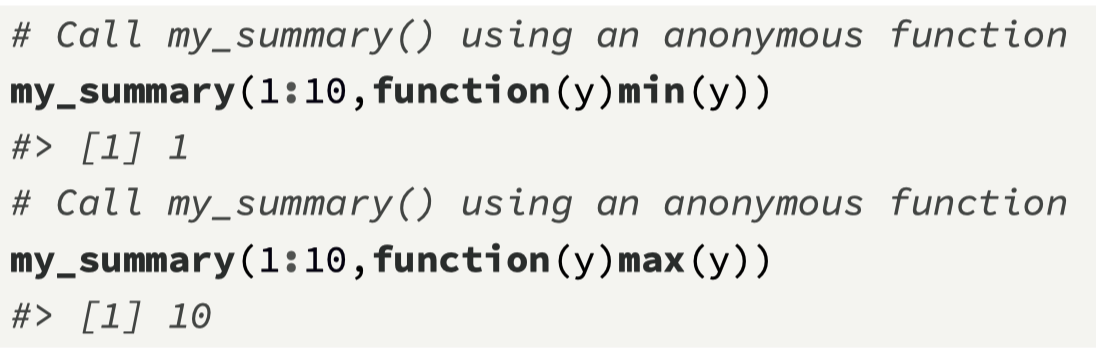 # Call my_summary() using an anonymous function
my_summary(1:10,function(y)min(y))
#> [1] 1
# Call my_summary() using an anonymous function
my_summary(1:10,function(y)max(y))
#> [1] 10